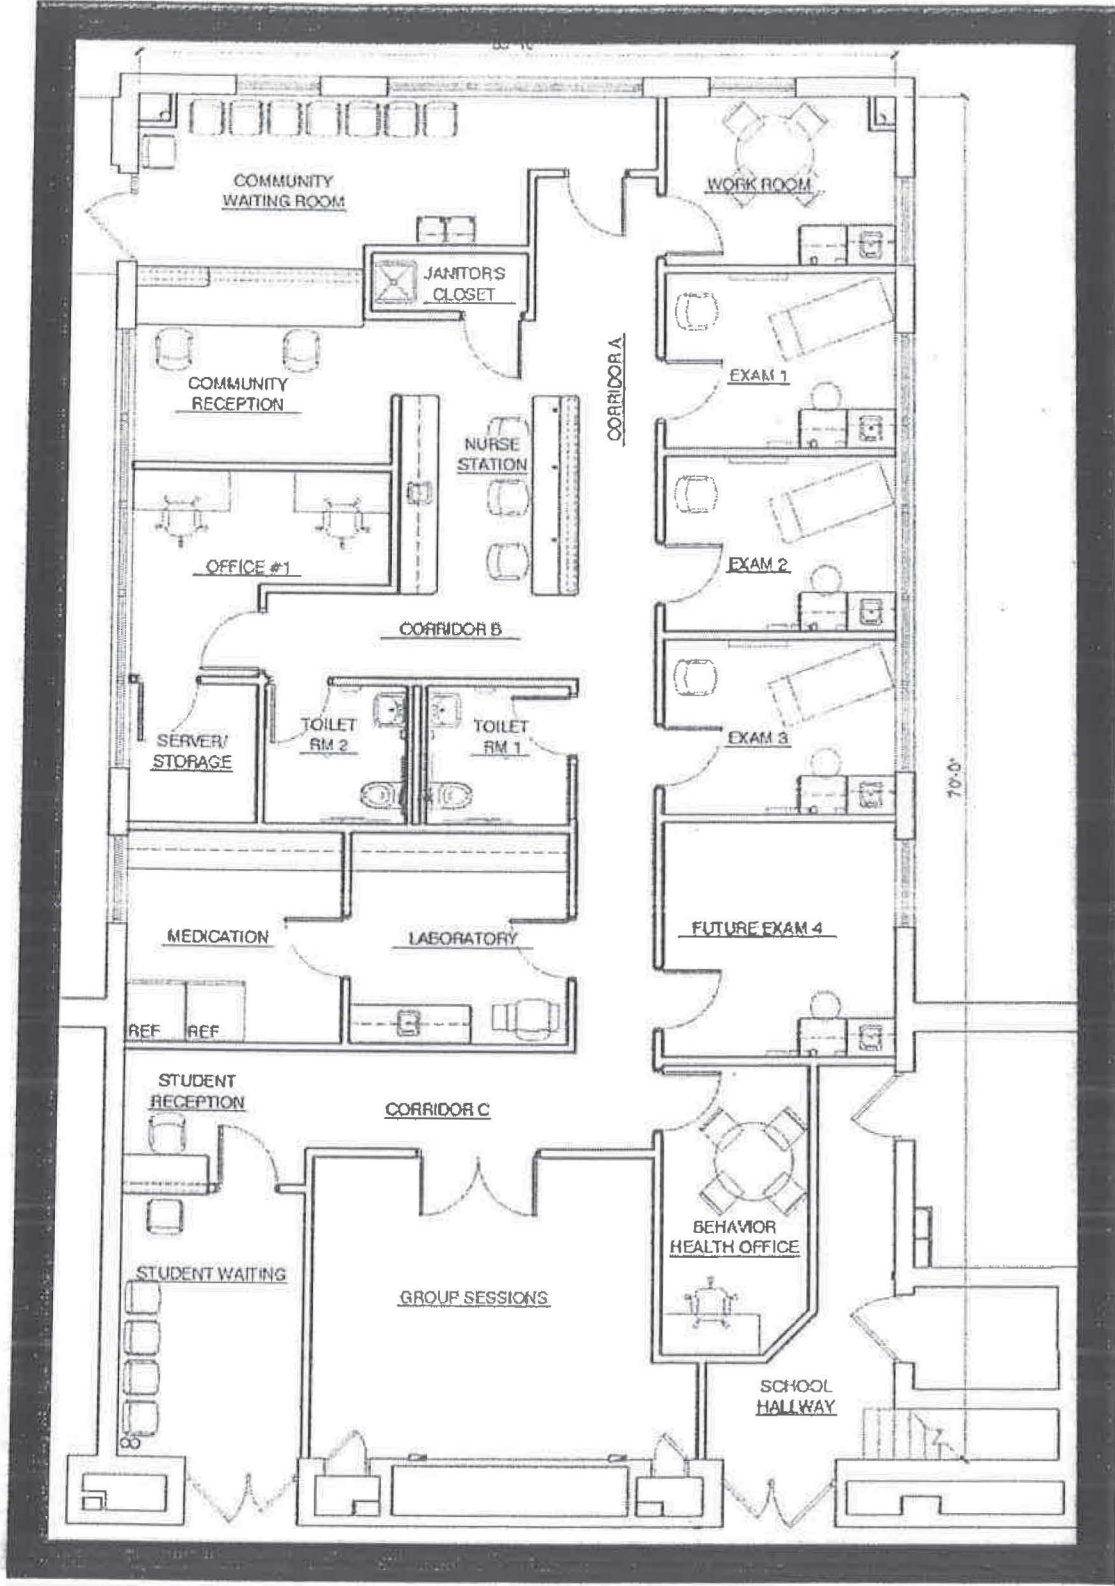 COMMUNITY
WAITING ROOM
WORK ROOM
JANITOR'S
CLOSET
CORRIDOR A
EXAM 1
COMMUNITY
RECEPTION
NURSE
STATION
OFFICE #1
EXAM 2
CORRIDOR B
TOILET
RM 2
TOILET
RM 1
SERVER/
STORAGE
EXAM 3
70'-0"
MEDICATION
LABORATORY
FUTURE EXAM 4
REF REF
STUDENT
RECEPTION
CORRIDOR C
BEHAVIOR
HEALTH OFFICE
STUDENT WAITING
GROUP SESSIONS
SCHOOL
HALLWAY